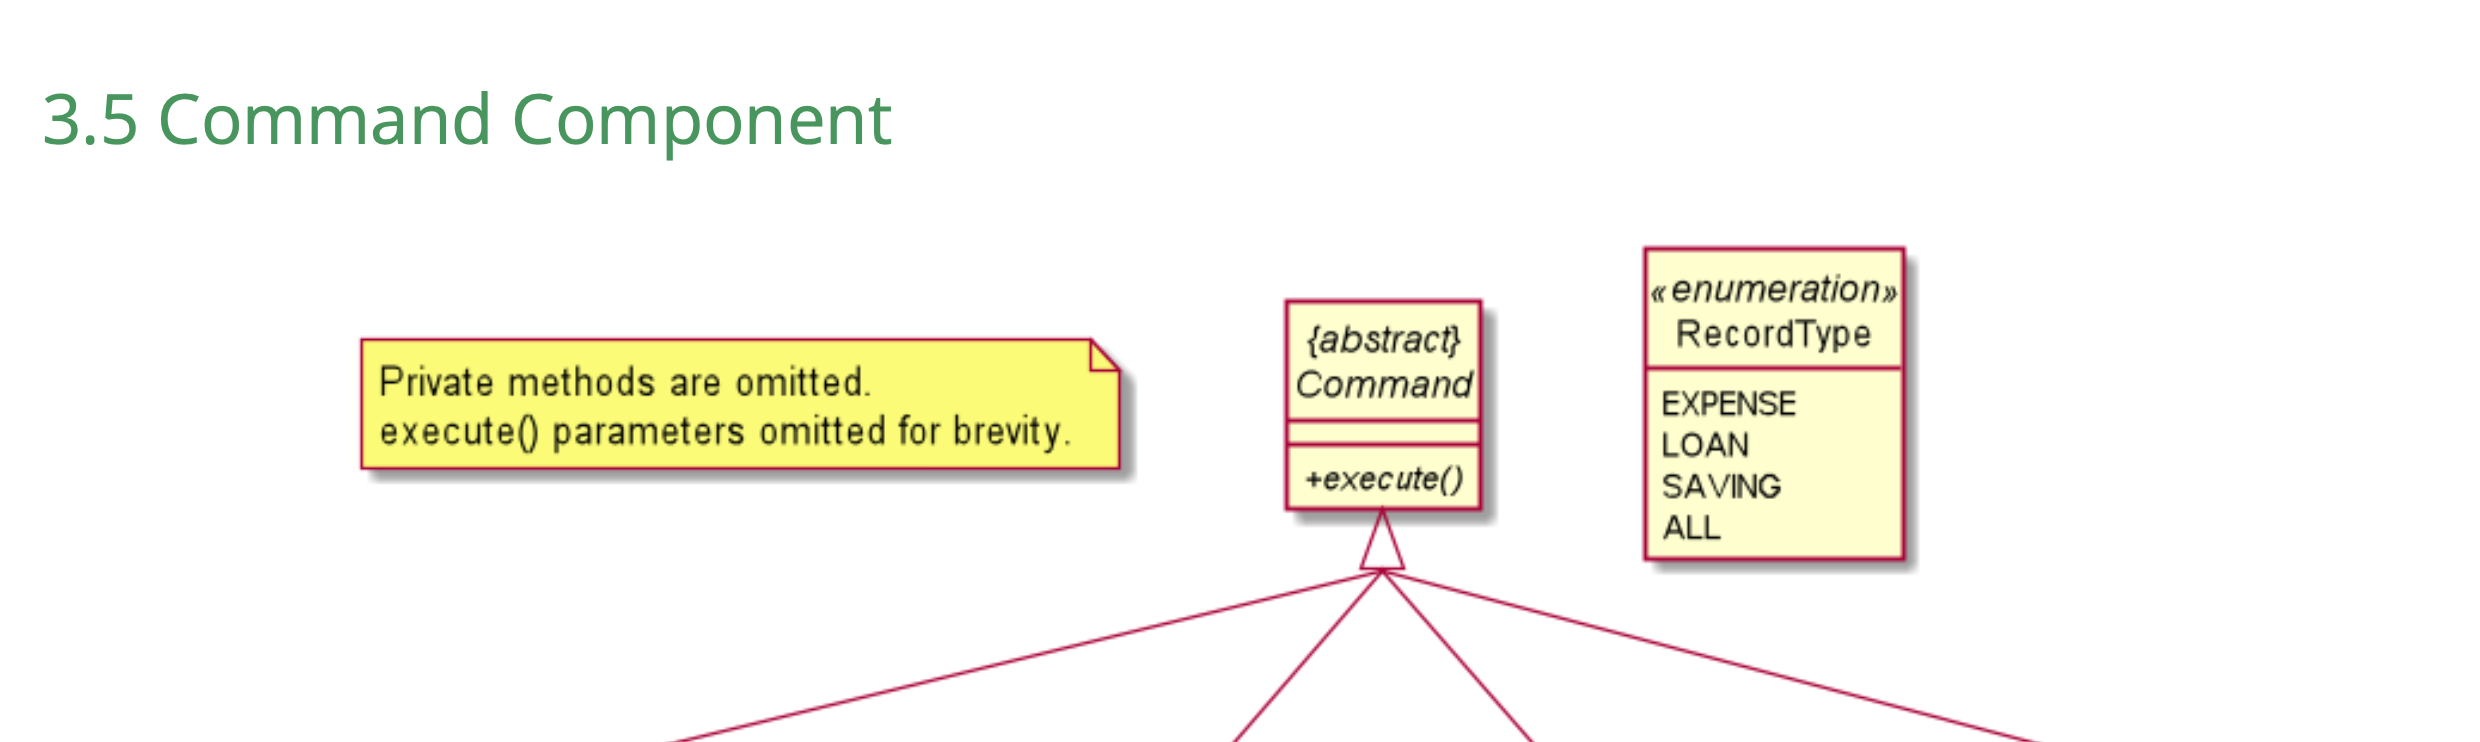 3.5 Command Component
Private methods are omitted.
execute() parameters omitted for brevity.
{abstract}
Command
+execute()
«enumeration»
RecordType
EXPENSE
LOAN
SAVING
ALL